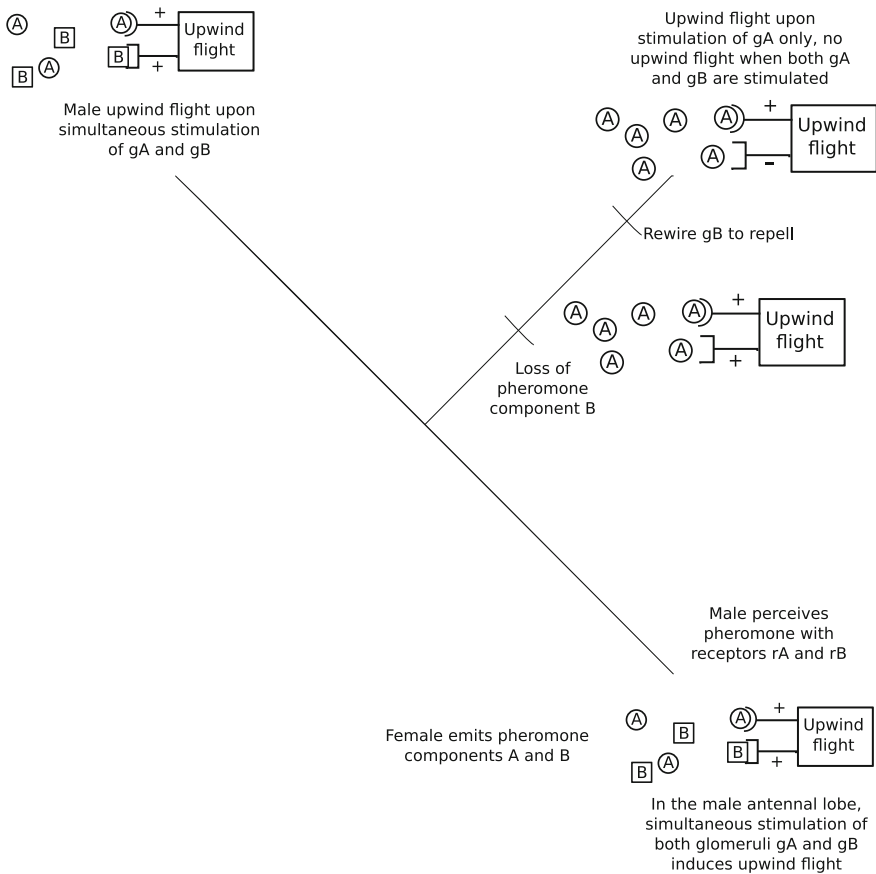 A
B
B
A
A
+
B
+
Upwind
flight
Male upwind flight upon
simultaneous stimulation
of gA and gB
Upwind flight upon
stimulation of gA only, no
upwind flight when both gA
and gB are stimulated
A
A
A
A
A
+
A
-
Upwind
flight
Rewire gB to repell
A
A
A
A
A
+
A
+
Upwind
flight
Loss of
pheromone
component B
Male perceives
pheromone with
receptors rA and rB
Female emits pheromone
components A and B
A
B
A
B
A
+
B
+
Upwind
flight
In the male antennal lobe,
simultaneous stimulation of
both glomeruli gA and gB
induces upwind flight